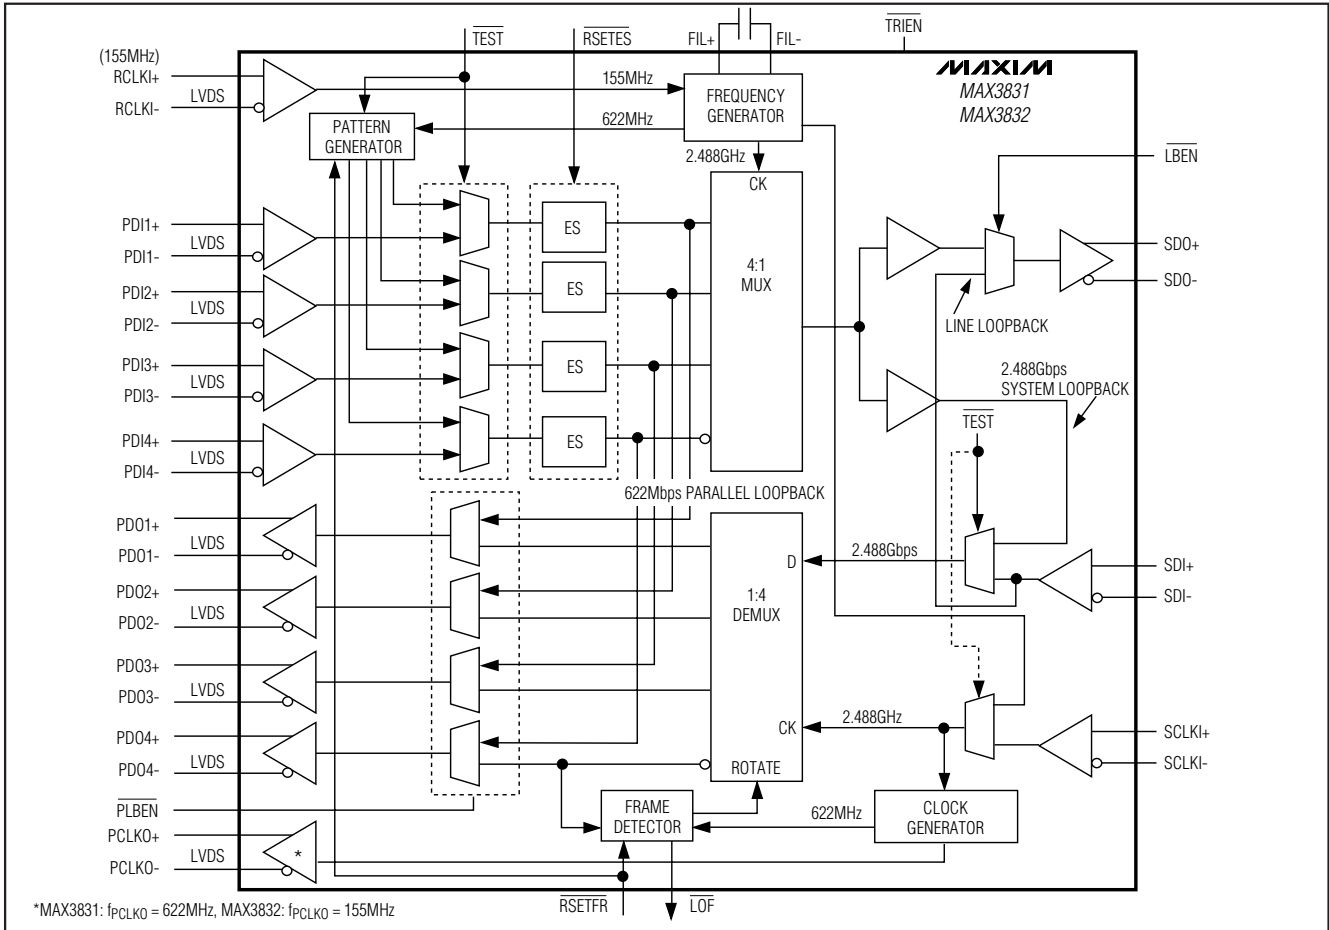 TEST
RSETES
FIL+
FIL-
TRIEN
(155MHz)
RCLKI+
LVDS
RCLKI-
155MHz
FREQUENCY
GENERATOR
MAXIM
MAX3831
MAX3832
PATTERN
GENERATOR
622MHz
2.488GHz
LBEN
CK
PDI1+
LVDS
PDI1-
ES
4:1
MUX
SDO+
SDO-
PDI2+
LVDS
PDI2-
ES
LINE LOOPBACK
PDI3+
LVDS
PDI3-
ES
2.488Gbps
SYSTEM LOOPBACK
TEST
PDI4+
LVDS
PDI4-
ES
622Mbps PARALLEL LOOPBACK
PDO1+
LVDS
PDO1-
D
2.488Gbps
SDI+
SDI-
PDO2+
LVDS
PDO2-
1:4
DEMUX
PDO3+
LVDS
PDO3-
PDO4+
LVDS
PDO4-
CK
2.488GHz
SCLKI+
SCLKI-
ROTATE
PLBEN
FRAME
DETECTOR
622MHz
CLOCK
GENERATOR
PCLKO+
LVDS
PCLKO-
*
RSETFR
LOF
*MAX3831: fPCLKO = 622MHz, MAX3832: fPCLKO = 155MHz